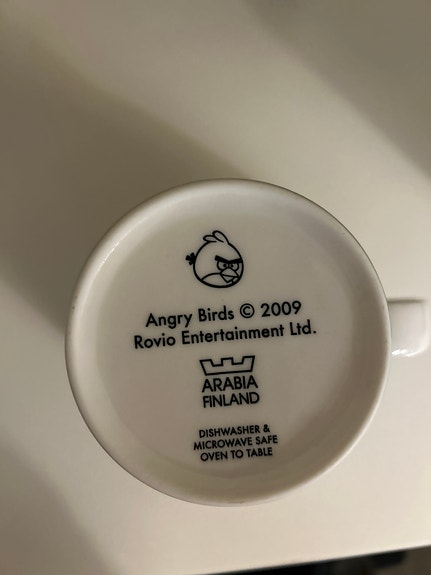 Angry Birds © 2009
Rovio Entertainment Ltd.
ARABIA
FINLAND
DISHWASHER &
MICROWAVE SAFE
OVEN TO TABLE